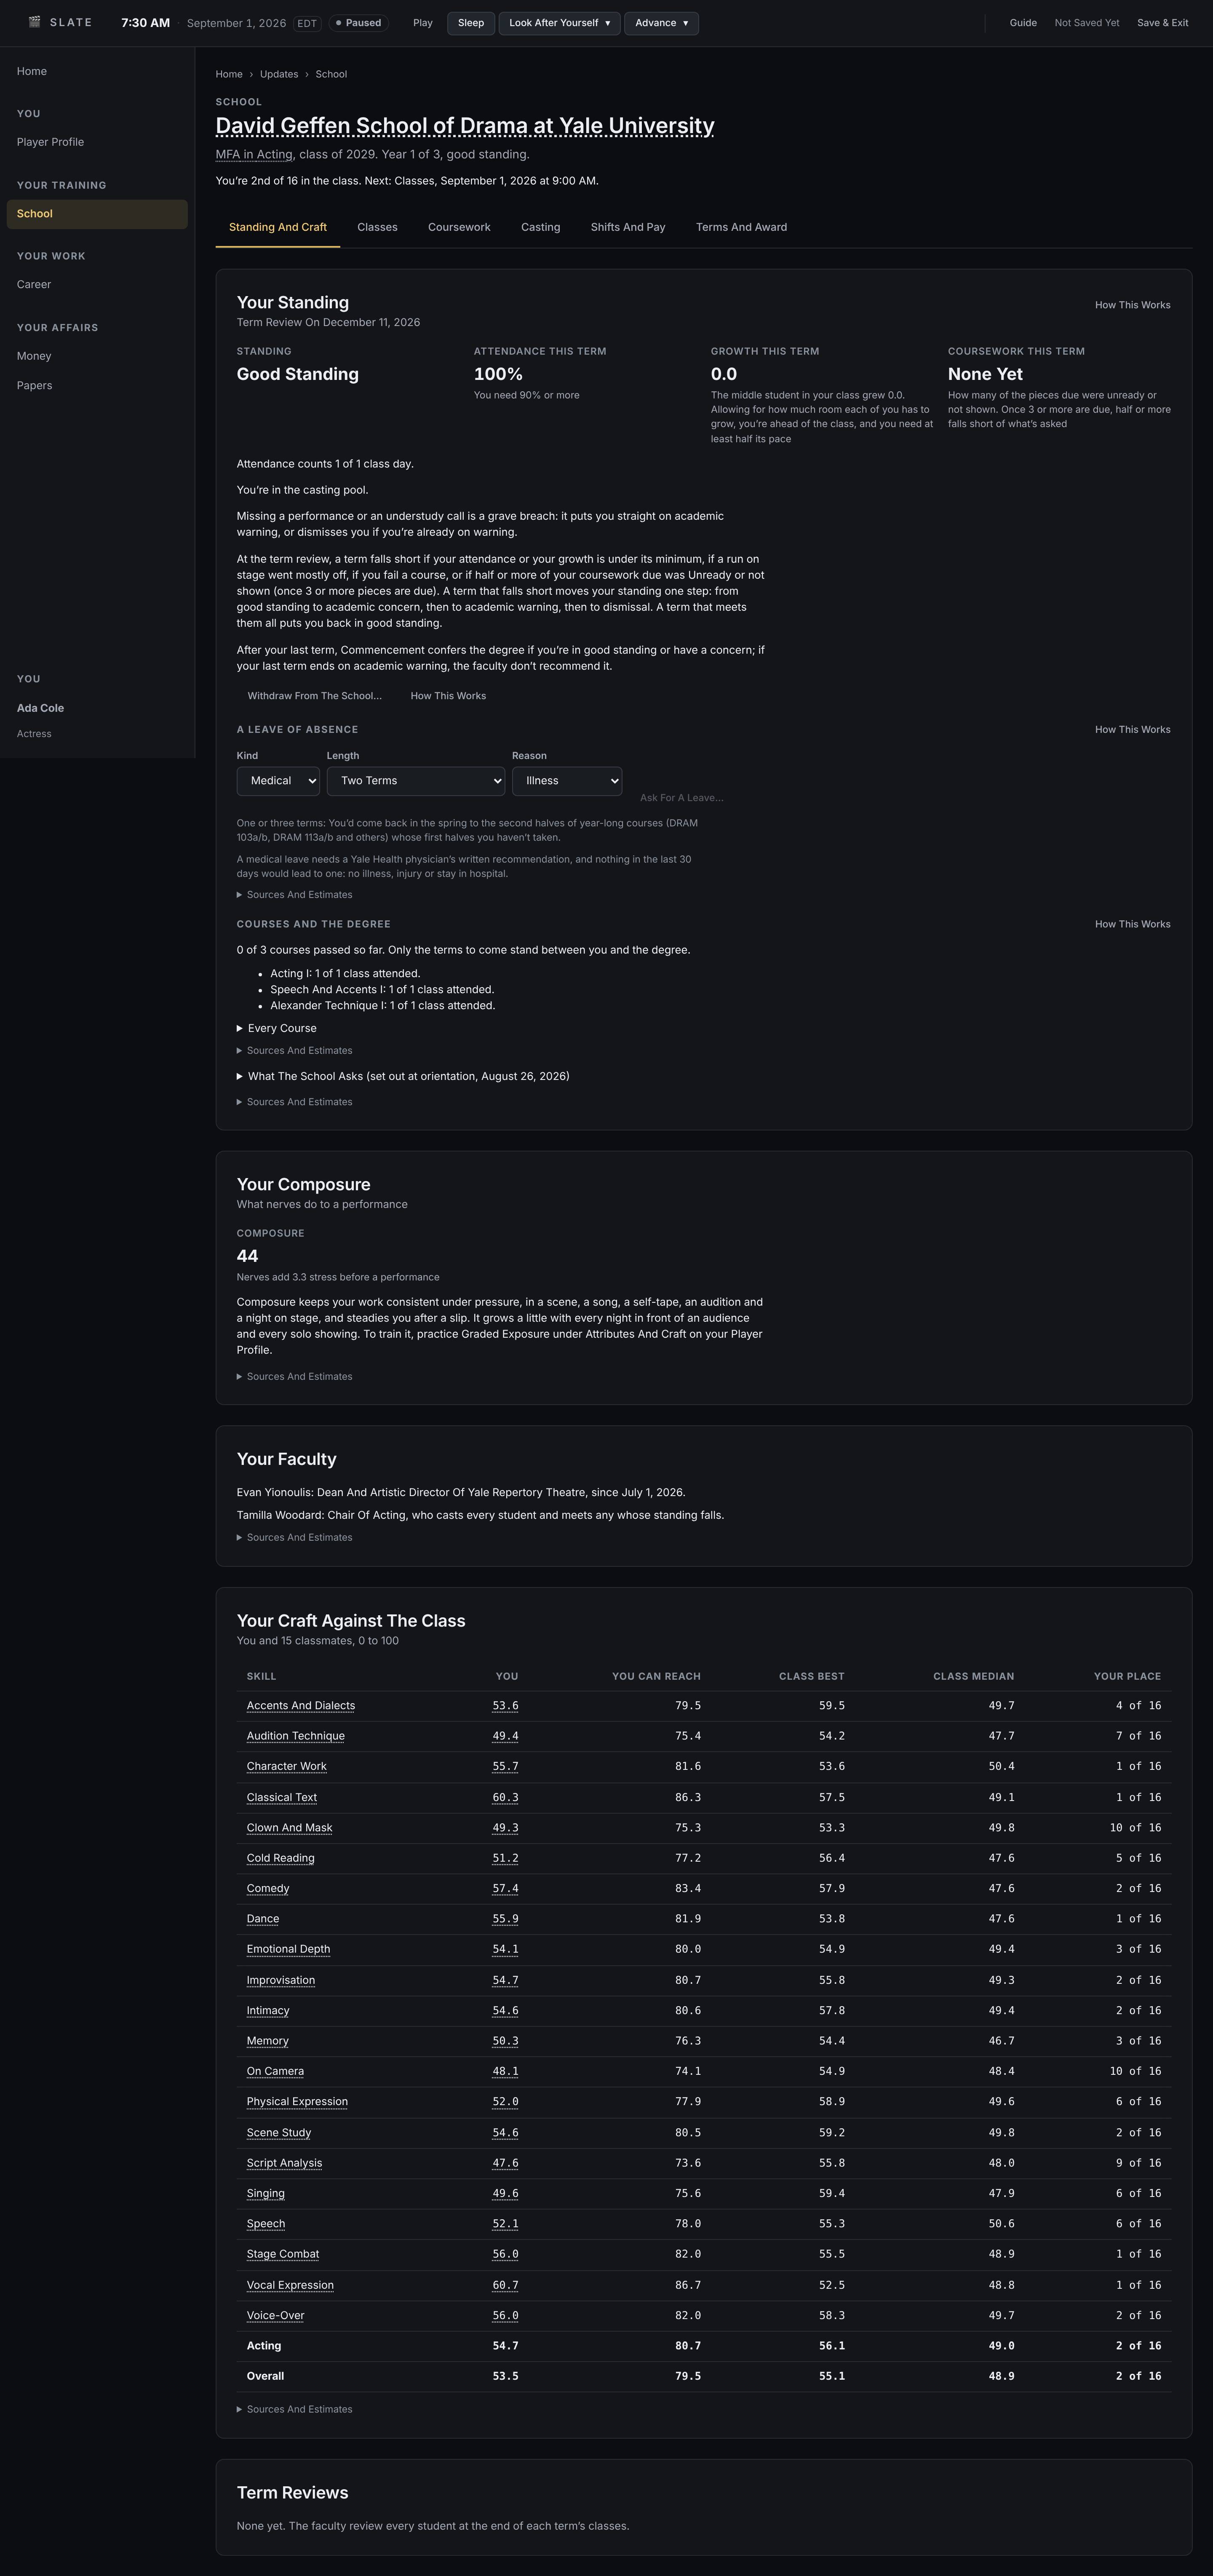 🎬 SLATE 7:30 AM · September 1, 2026 EDT Paused Play Sleep Look After Yourself ▾ Advance ▾ Guide Not Saved Yet Save & Exit
Home
YOU
Player Profile
YOUR TRAINING
School
YOUR WORK
Career
YOUR AFFAIRS
Money
Papers
YOU
Ada Cole
Actress
Home › Updates › School
SCHOOL
David Geffen School of Drama at Yale University
MFA in Acting, class of 2029. Year 1 of 3, good standing.
You’re 2nd of 16 in the class. Next: Classes, September 1, 2026 at 9:00 AM.
Standing And Craft Classes Coursework Casting Shifts And Pay Terms And Award
Your Standing How This Works
Term Review On December 11, 2026
STANDING
Good Standing
ATTENDANCE THIS TERM
100%
You need 90% or more
GROWTH THIS TERM
0.0
The middle student in your class grew 0.0.
Allowing for how much room each of you has to
grow, you’re ahead of the class, and you need at
least half its pace
COURSEWORK THIS TERM
None Yet
How many of the pieces due were unready or
not shown. Once 3 or more are due, half or more
falls short of what’s asked
Attendance counts 1 of 1 class day.
You’re in the casting pool.
Missing a performance or an understudy call is a grave breach: it puts you straight on academic
warning, or dismisses you if you’re already on warning.
At the term review, a term falls short if your attendance or your growth is under its minimum, if a run on
stage went mostly off, if you fail a course, or if half or more of your coursework due was Unready or not
shown (once 3 or more pieces are due). A term that falls short moves your standing one step: from
good standing to academic concern, then to academic warning, then to dismissal. A term that meets
them all puts you back in good standing.
After your last term, Commencement confers the degree if you’re in good standing or have a concern; if
your last term ends on academic warning, the faculty don’t recommend it.
Withdraw From The School... How This Works
A LEAVE OF ABSENCE How This Works
Kind Length Reason
Medical Two Terms Illness Ask For A Leave...
One or three terms: You’d come back in the spring to the second halves of year-long courses (DRAM
103a/b, DRAM 113a/b and others) whose first halves you haven’t taken.
A medical leave needs a Yale Health physician’s written recommendation, and nothing in the last 30
days would lead to one: no illness, injury or stay in hospital.
▶ Sources And Estimates
COURSES AND THE DEGREE How This Works
0 of 3 courses passed so far. Only the terms to come stand between you and the degree.
• Acting I: 1 of 1 class attended.
• Speech And Accents I: 1 of 1 class attended.
• Alexander Technique I: 1 of 1 class attended.
▶ Every Course
▶ Sources And Estimates
▶ What The School Asks (set out at orientation, August 26, 2026)
▶ Sources And Estimates
Your Composure
What nerves do to a performance
COMPOSURE
44
Nerves add 3.3 stress before a performance
Composure keeps your work consistent under pressure, in a scene, a song, a self-tape, an audition and
a night on stage, and steadies you after a slip. It grows a little with every night in front of an audience
and every solo showing. To train it, practice Graded Exposure under Attributes And Craft on your Player
Profile.
▶ Sources And Estimates
Your Faculty
Evan Yionoulis: Dean And Artistic Director Of Yale Repertory Theatre, since July 1, 2026.
Tamilla Woodard: Chair Of Acting, who casts every student and meets any whose standing falls.
▶ Sources And Estimates
Your Craft Against The Class
You and 15 classmates, 0 to 100
SKILL YOU YOU CAN REACH CLASS BEST CLASS MEDIAN YOUR PLACE
Accents And Dialects 53.6 79.5 59.5 49.7 4 of 16
Audition Technique 49.4 75.4 54.2 47.7 7 of 16
Character Work 55.7 81.6 53.6 50.4 1 of 16
Classical Text 60.3 86.3 57.5 49.1 1 of 16
Clown And Mask 49.3 75.3 53.3 49.8 10 of 16
Cold Reading 51.2 77.2 56.4 47.6 5 of 16
Comedy 57.4 83.4 57.9 47.6 2 of 16
Dance 55.9 81.9 53.8 47.6 1 of 16
Emotional Depth 54.1 80.0 54.9 49.4 3 of 16
Improvisation 54.7 80.7 55.8 49.3 2 of 16
Intimacy 54.6 80.6 57.8 49.4 2 of 16
Memory 50.3 76.3 54.4 46.7 3 of 16
On Camera 48.1 74.1 54.9 48.4 10 of 16
Physical Expression 52.0 77.9 58.9 49.6 6 of 16
Scene Study 54.6 80.5 59.2 49.8 2 of 16
Script Analysis 47.6 73.6 55.8 48.0 9 of 16
Singing 49.6 75.6 59.4 47.9 6 of 16
Speech 52.1 78.0 55.3 50.6 6 of 16
Stage Combat 56.0 82.0 55.5 48.9 1 of 16
Vocal Expression 60.7 86.7 52.5 48.8 1 of 16
Voice-Over 56.0 82.0 58.3 49.7 2 of 16
Acting 54.7 80.7 56.1 49.0 2 of 16
Overall 53.5 79.5 55.1 48.9 2 of 16
▶ Sources And Estimates
Term Reviews
None yet. The faculty review every student at the end of each term’s classes.